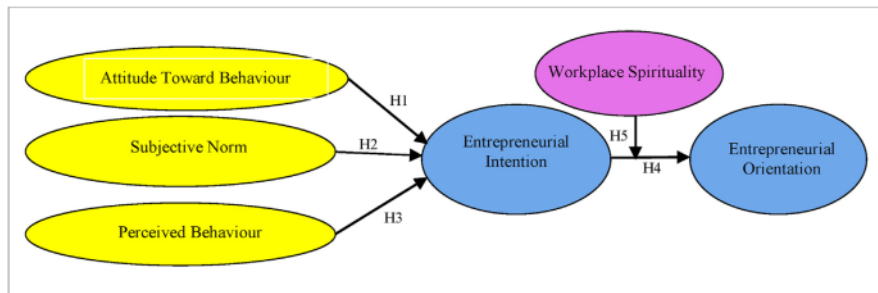 Attitude Toward Behaviour
H1
Subjective Norm
H2
Perceived Behaviour
H3
Entrepreneurial
Intention
Workplace Spirituality
H5
H4
Entrepreneurial
Orientation